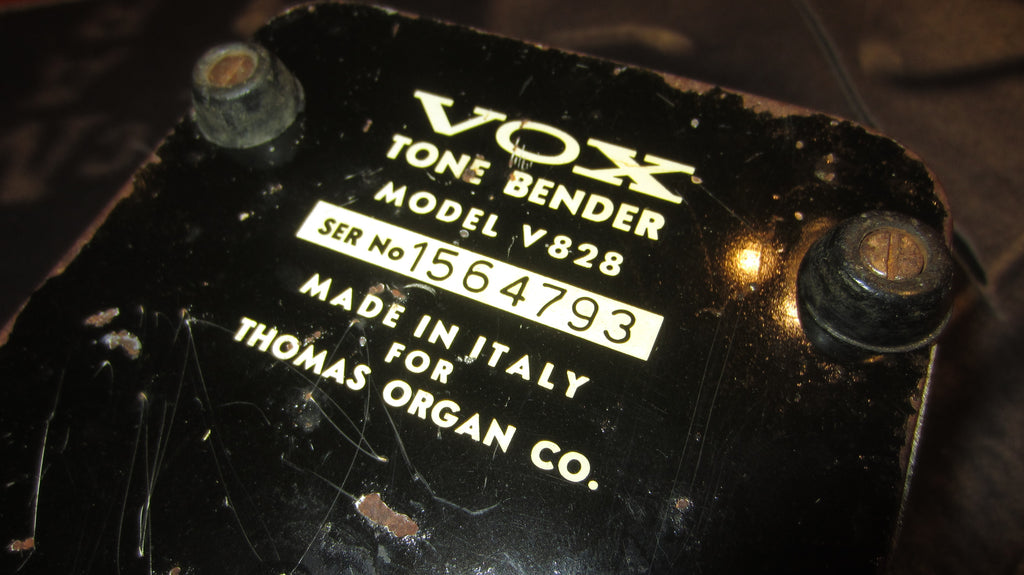 VOX
TONE BENDER
MODEL V828
SER No 1564793
MADE IN ITALY
FOR
THOMAS ORGAN CO.